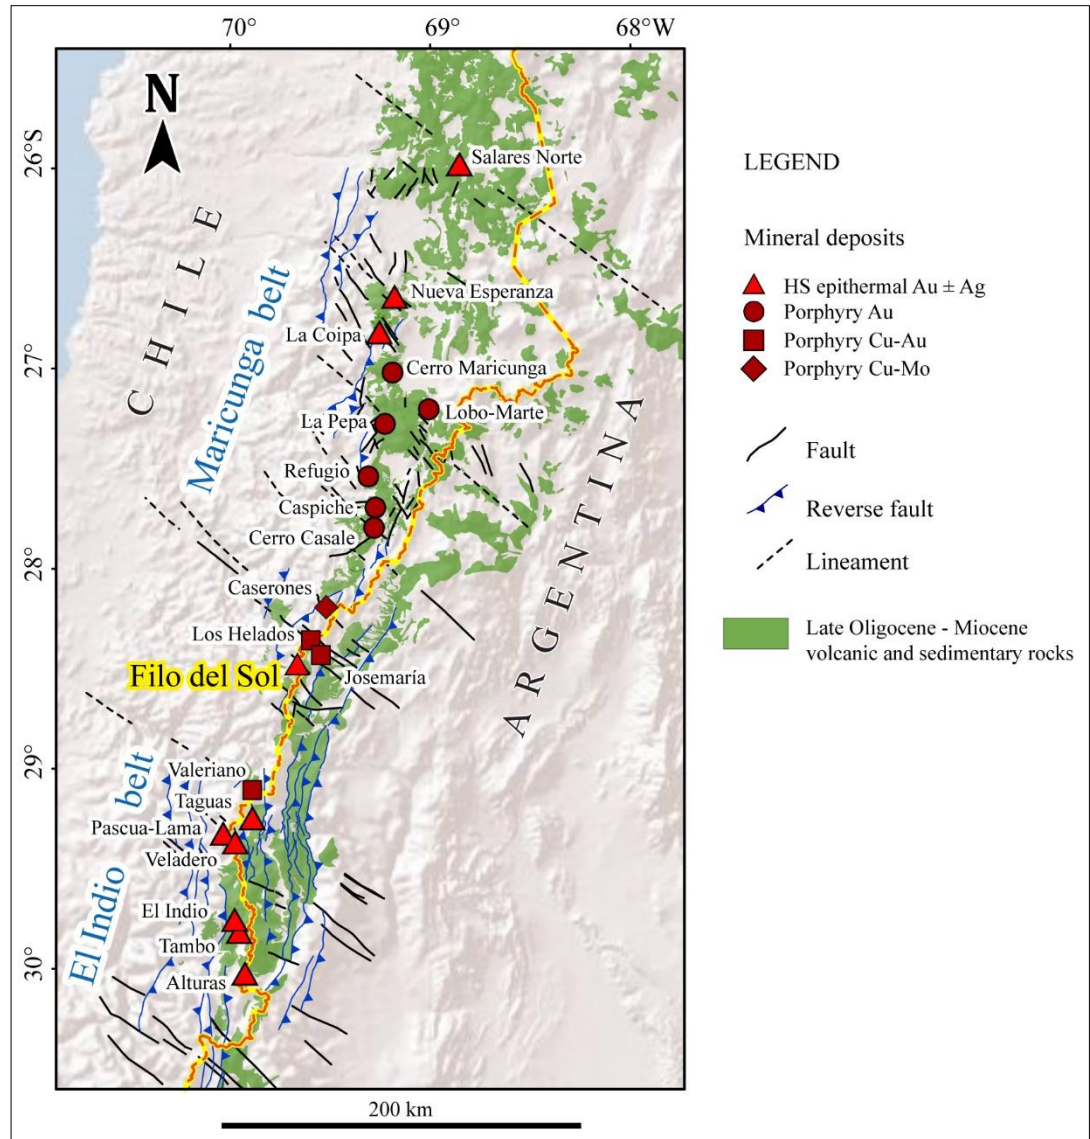 70°
69°
68°W
N
26°S
27°
28°
29°
30°
CHILE
ARGENTINA
Maricunga belt
El Indio belt
Salares Norte
Nueva Esperanza
La Coipa
Cerro Maricunga
Lobo-Marte
La Pepa
Refugio
Caspiche
Cerro Casale
Caserones
Los Helados
Josemaría
Filo del Sol
Valeriano
Taguas
Pascua-Lama
Veladero
El Indio
Tambo
Alturas
200 km
LEGEND
Mineral deposits
HS epithermal Au ± Ag
Porphyry Au
Porphyry Cu-Au
Porphyry Cu-Mo
Fault
Reverse fault
Lineament
Late Oligocene - Miocene
volcanic and sedimentary rocks